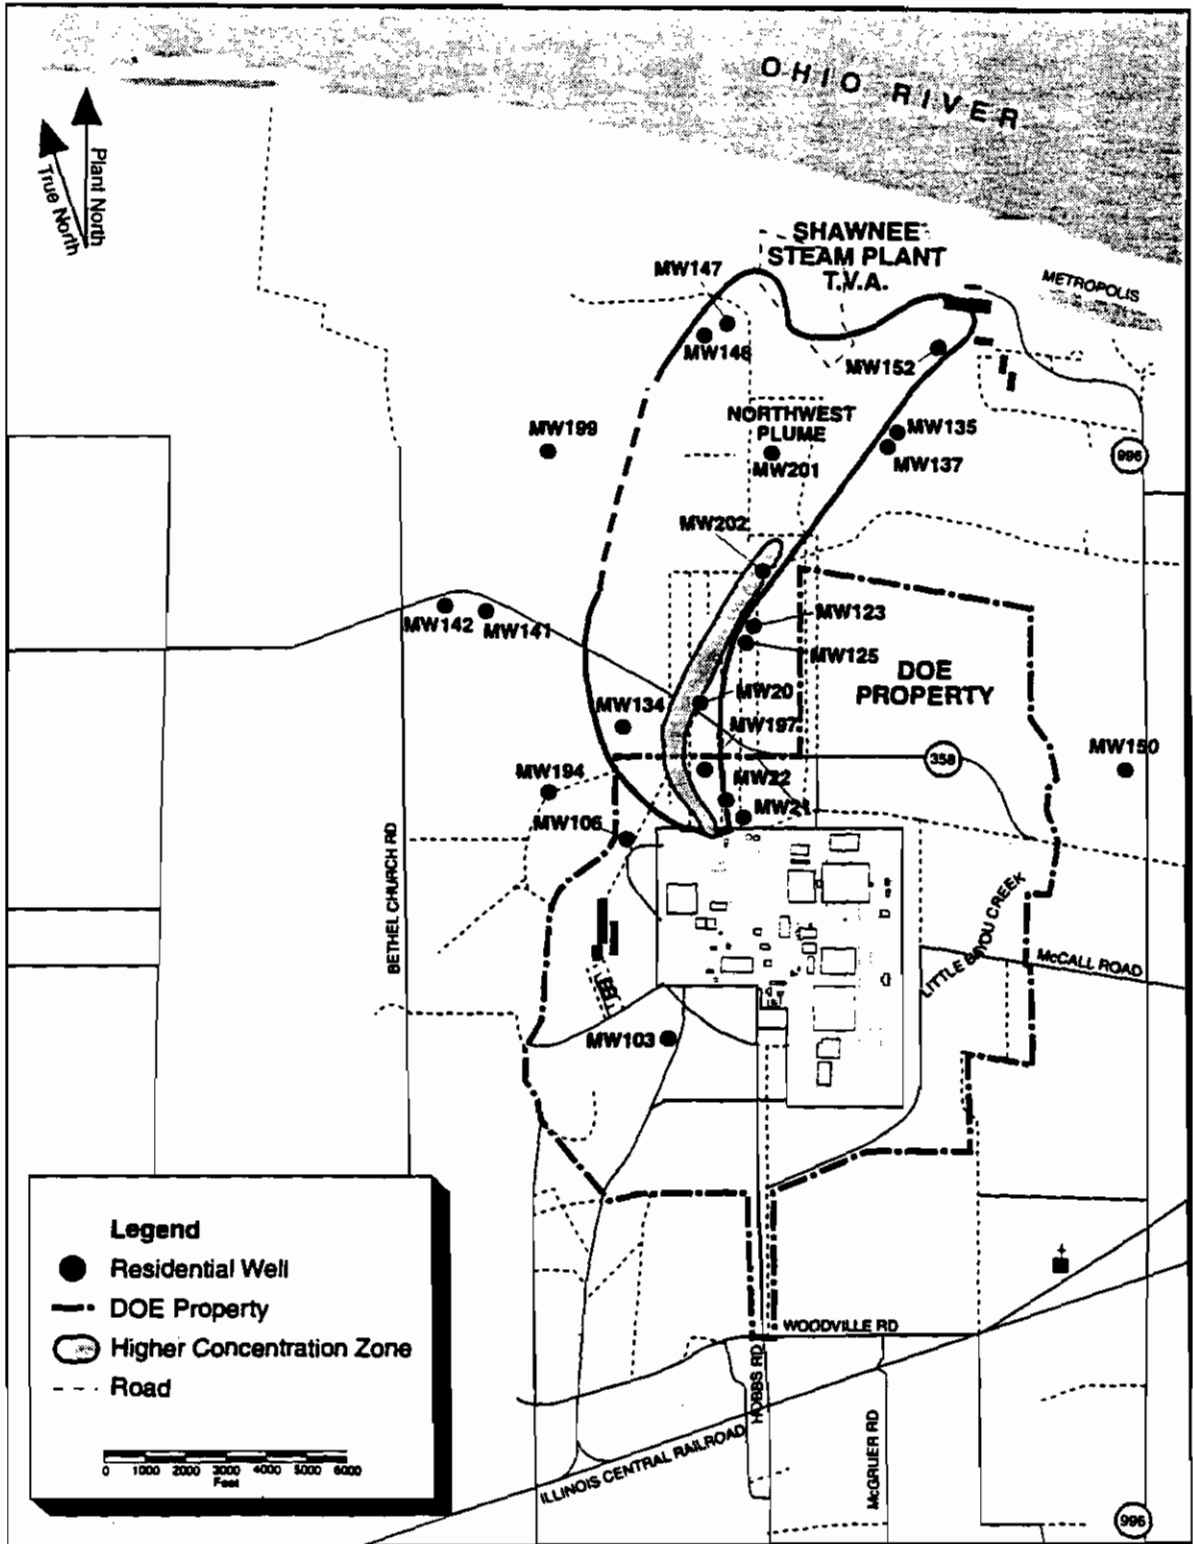 OHIO RIVER
Plant North
True North
SHAWNEE
STEAM PLANT
T.V.A.
METROPOLIS
MW147
MW146
MW152
NORTHWEST
PLUME
MW199
MW135
MW137
MW201
996
MW202
MW142
MW141
MW123
MW125
DOE
PROPERTY
MW20
MW134
MW197
MW150
358
MW194
MW22
MW21
MW106
BETHEL CHURCH RD
LITTLE BAYOU CREEK
McCALL ROAD
MW103
Legend
Residential Well
DOE Property
Higher Concentration Zone
Road
0 1000 2000 3000 4000 5000 6000
Feet
WOODVILLE RD
HOBBS RD
McGRUER RD
ILLINOIS CENTRAL RAILROAD
996